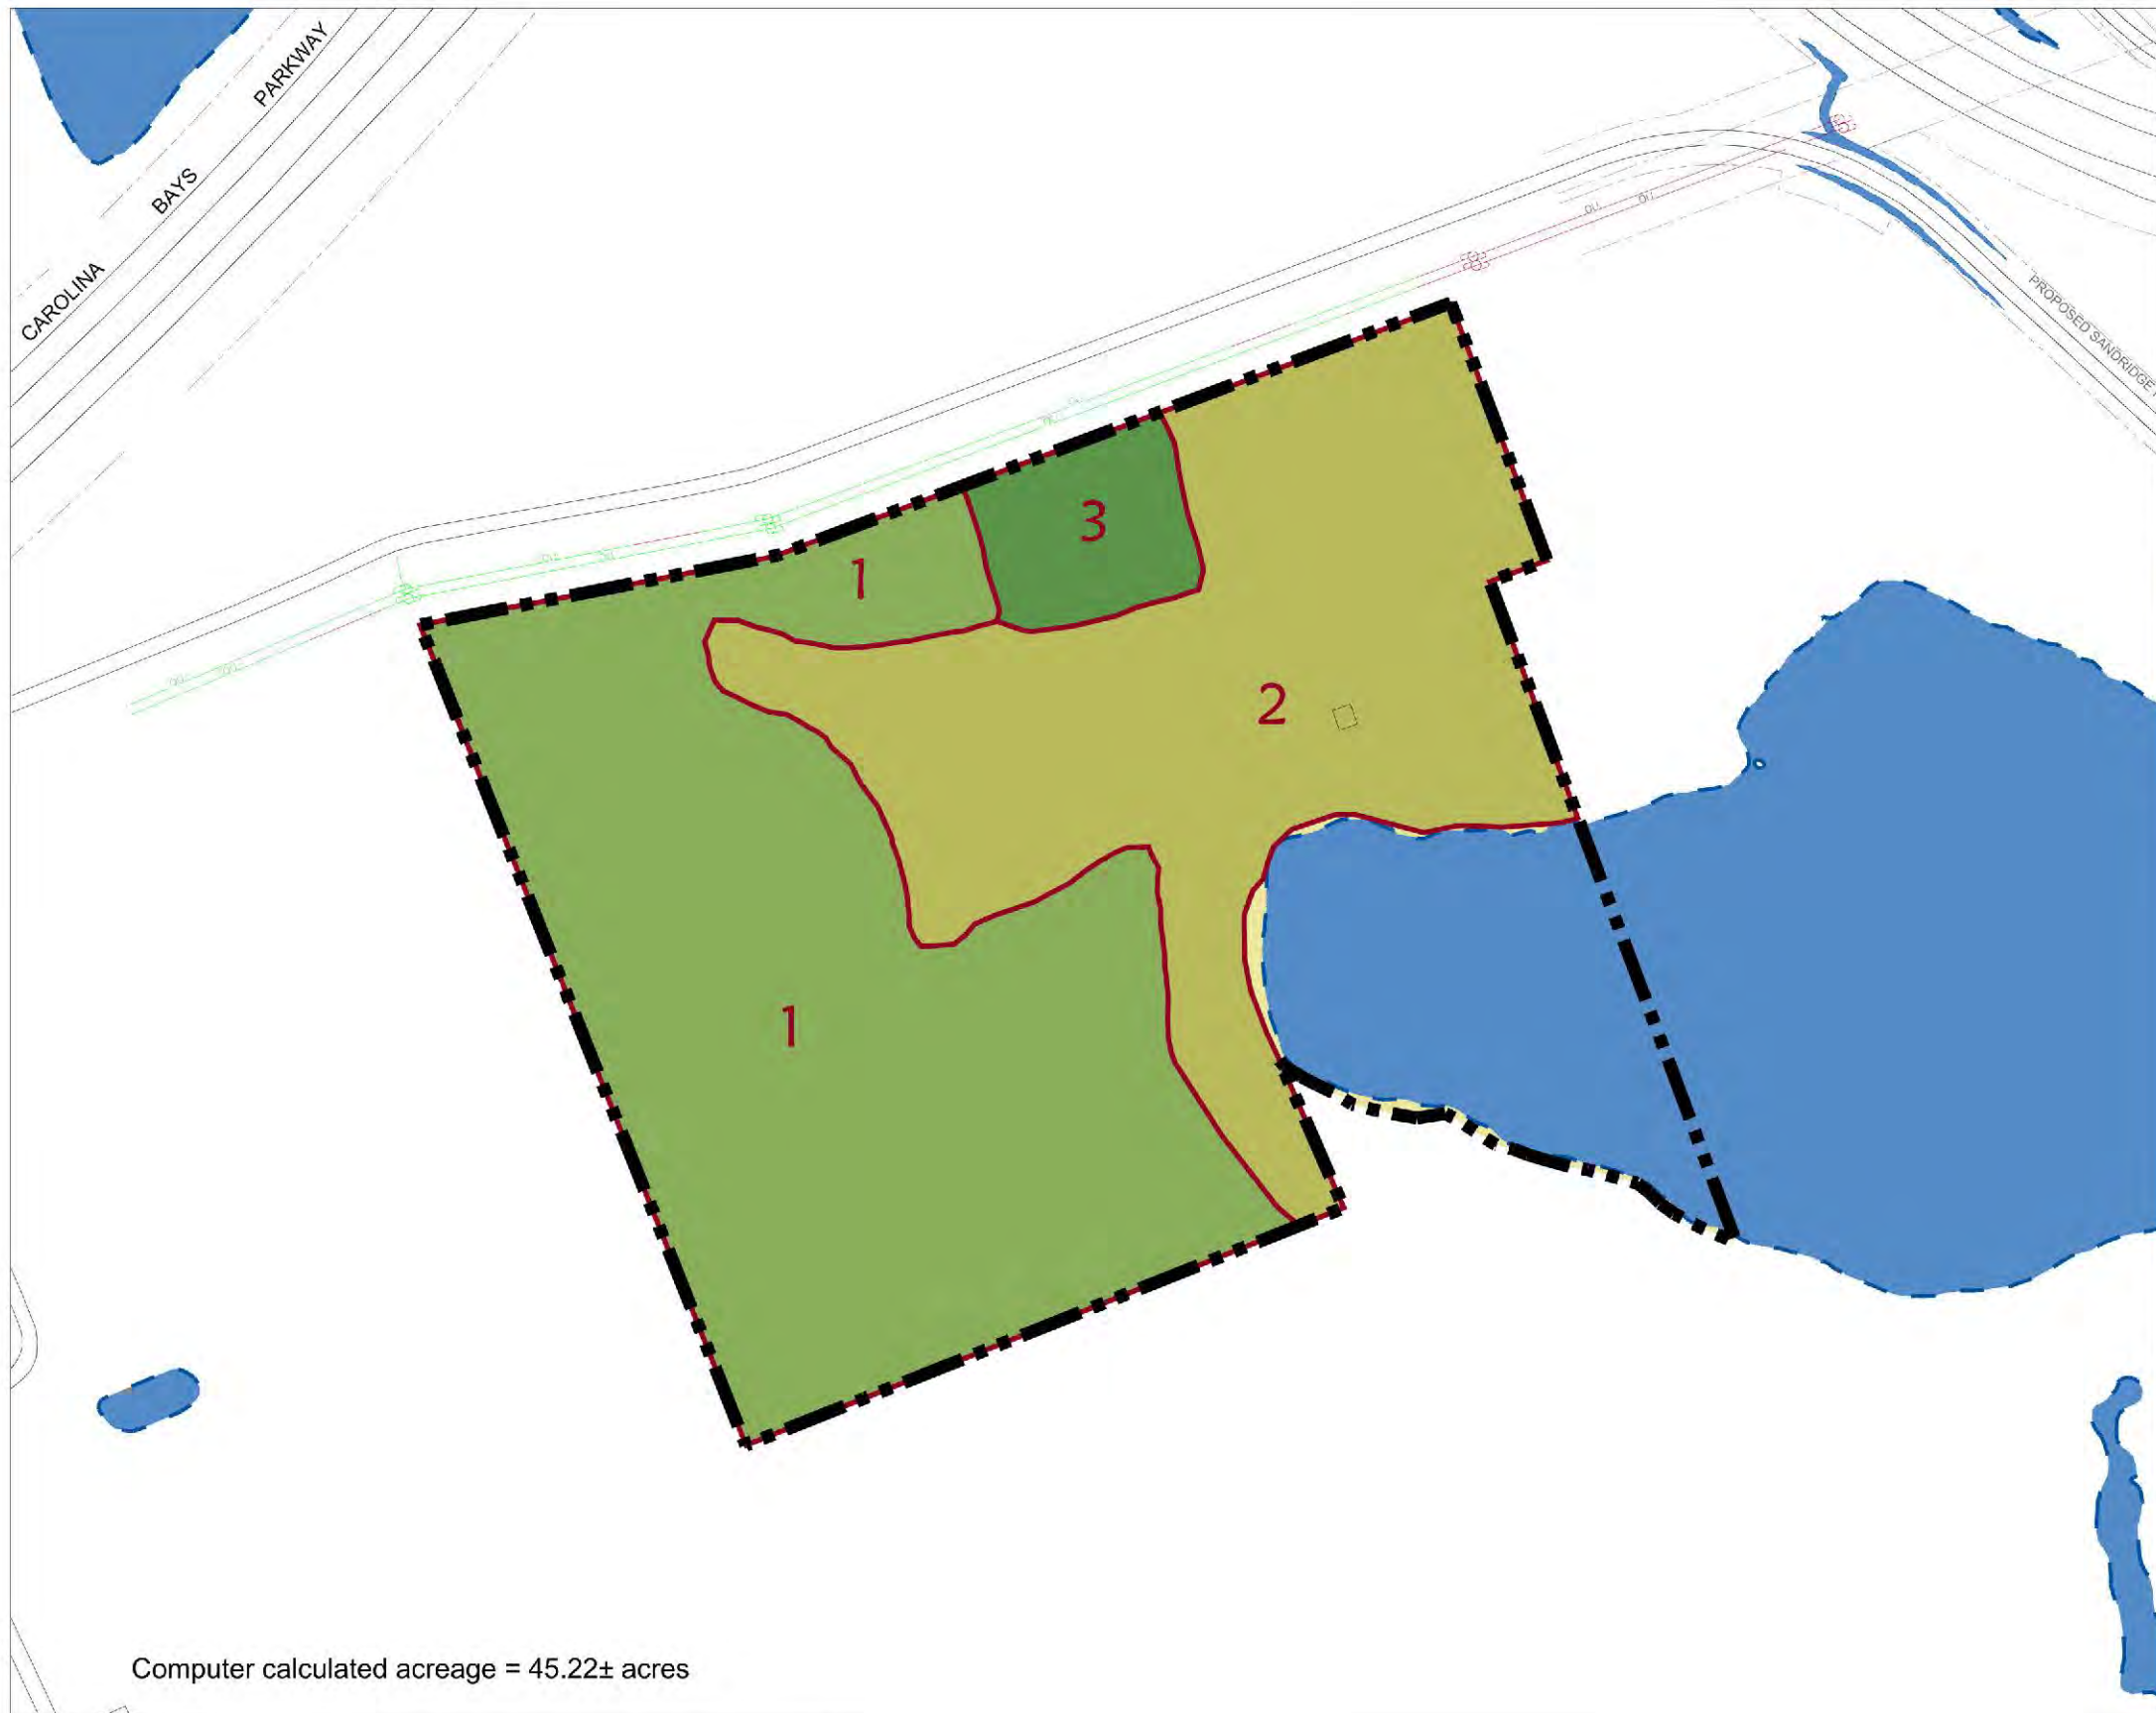 CAROLINA BAYS PARKWAY
PROPOSED SANDRIDGE
3
1
2
1
Computer calculated acreage = 45.22± acres